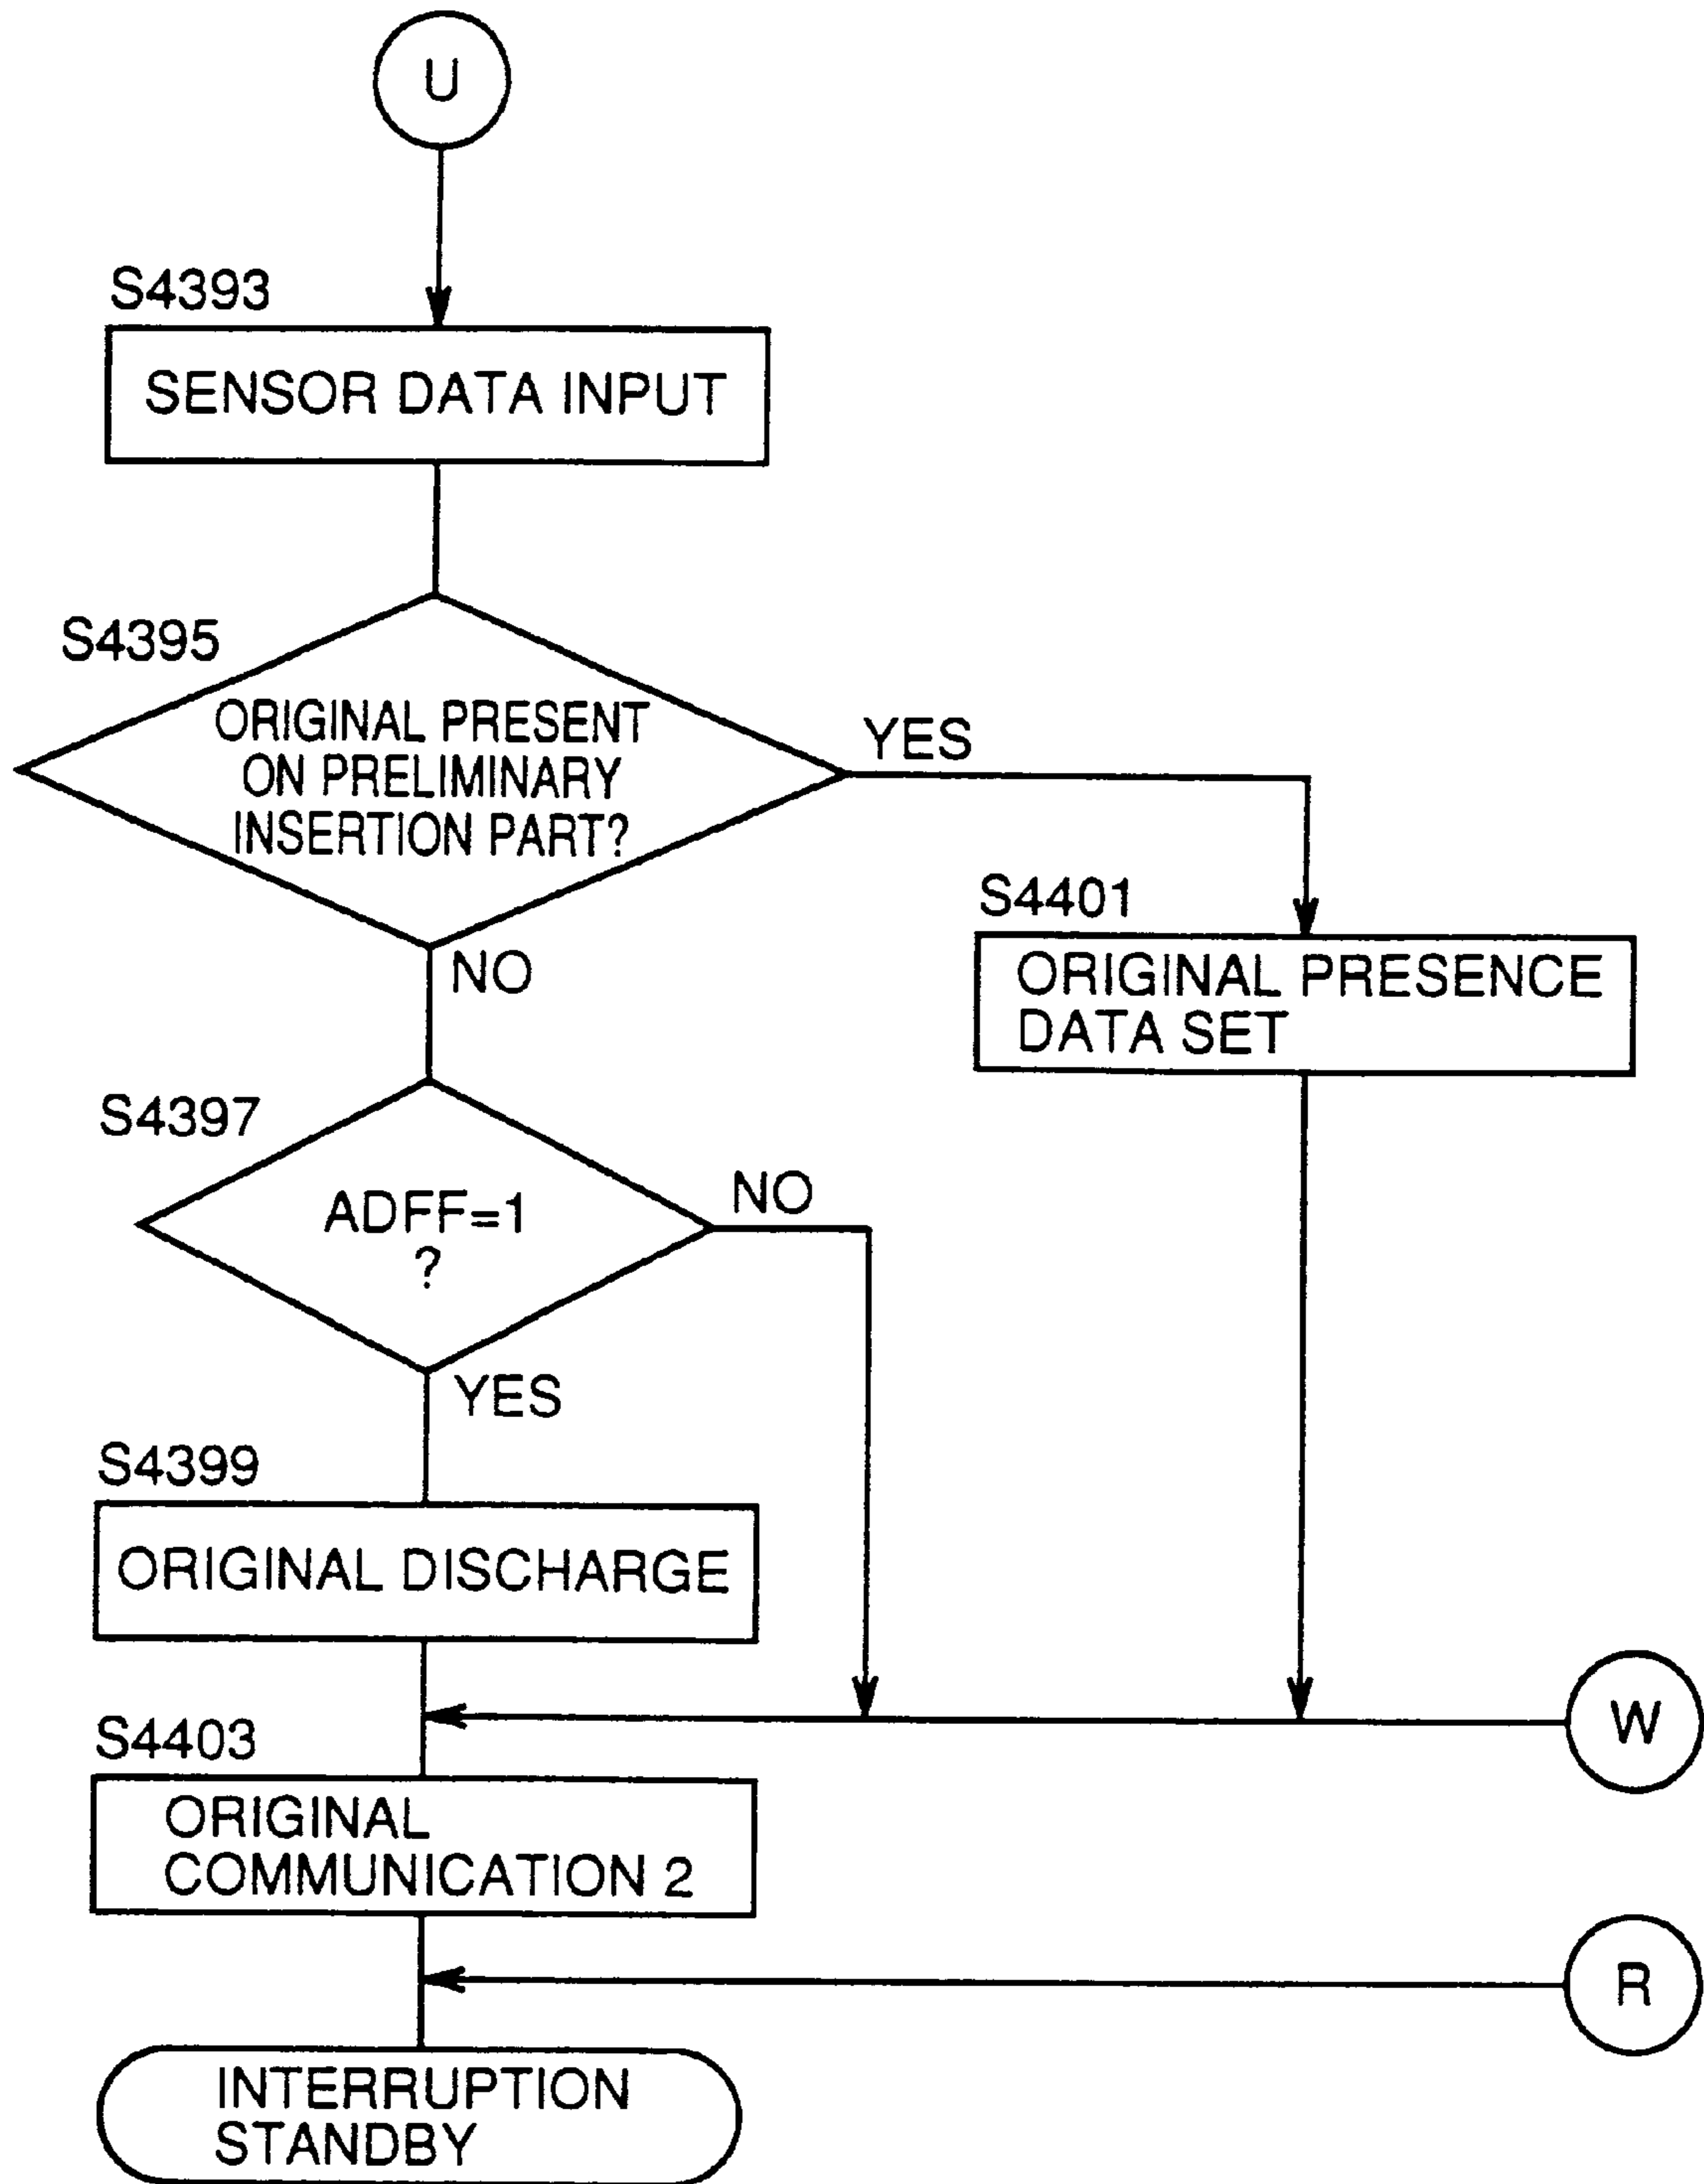 U
S4393
SENSOR DATA INPUT
S4395
ORIGINAL PRESENT
ON PRELIMINARY
INSERTION PART?
YES
NO
S4401
ORIGINAL PRESENCE
DATA SET
S4397
ADFF=1
?
NO
YES
S4399
ORIGINAL DISCHARGE
W
S4403
ORIGINAL
COMMUNICATION 2
R
INTERRUPTION
STANDBY